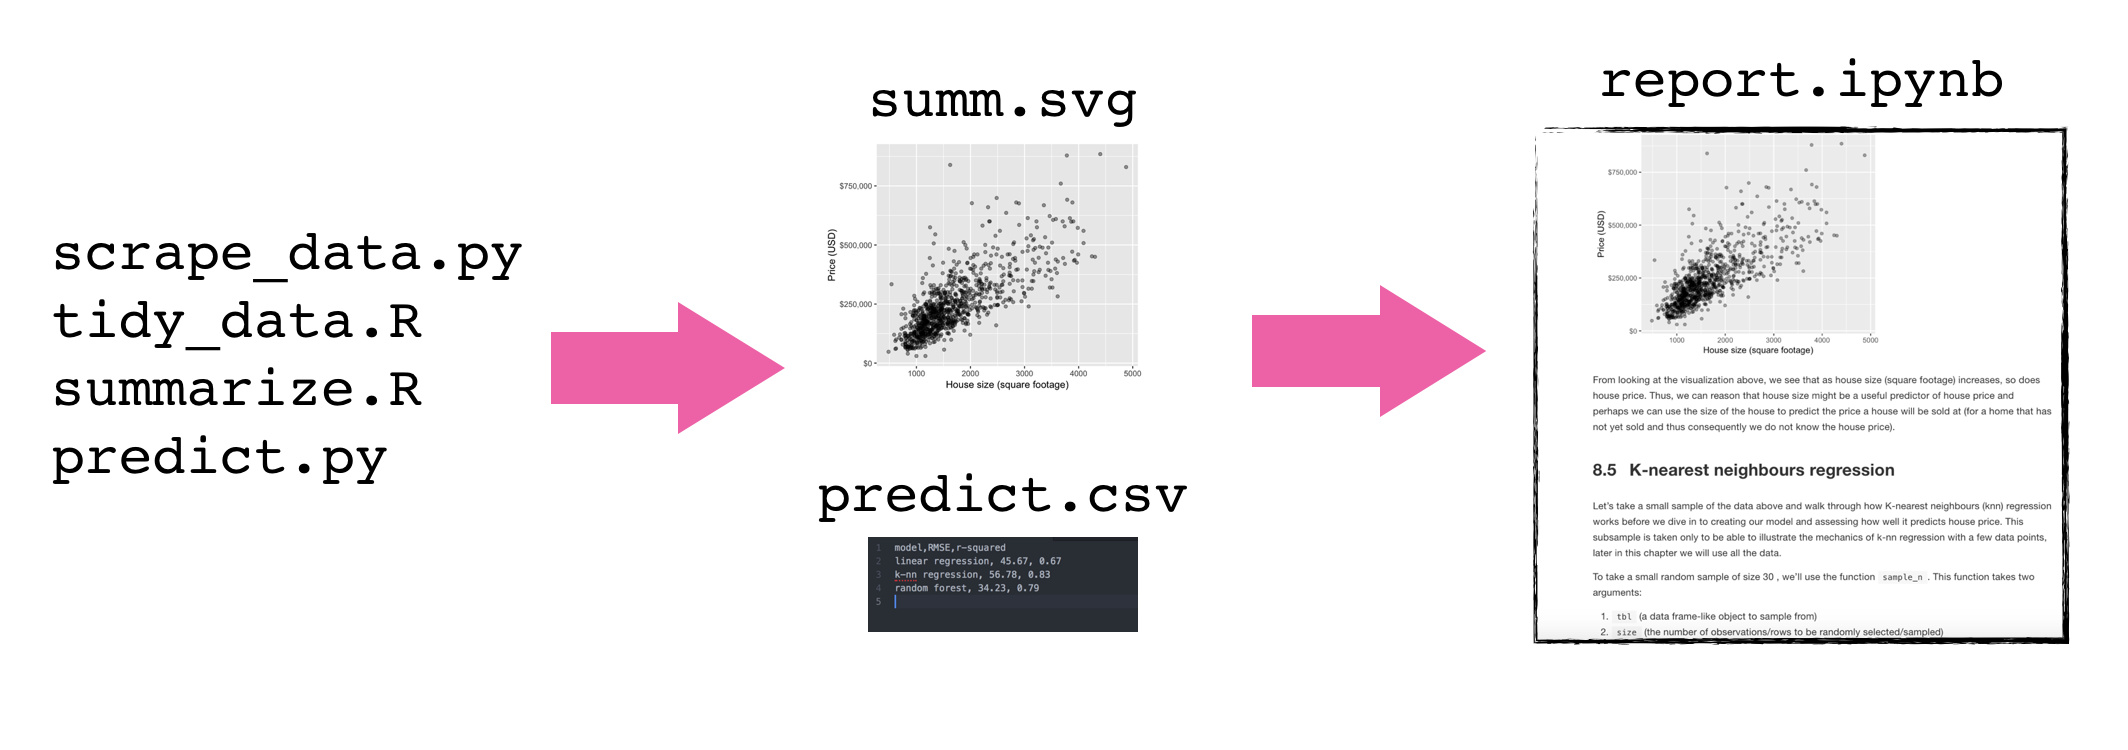 scrape_data.py
tidy_data.R
summarize.R
predict.py
summ.svg
$750,000
$500,000
$250,000
$0
Price (USD)
1000 2000 3000 4000 5000
House size (square footage)
predict.csv
1 model,RMSE,r-squared
2 linear regression, 45.67, 0.67
3 k-nn regression, 56.78, 0.83
4 random forest, 34.23, 0.79
5
report.ipynb
$750,000
$500,000
$250,000
$0
Price (USD)
1000 2000 3000 4000 5000
House size (square footage)
From looking at the visualization above, we see that as house size (square footage) increases, so does
house price. Thus, we can reason that house size might be a useful predictor of house price and
perhaps we can use the size of the house to predict the price a house will be sold at (for a home that has
not yet sold and thus consequently we do not know the house price).
8.5 K-nearest neighbours regression
Let's take a small sample of the data above and walk through how K-nearest neighbours (knn) regression
works before we dive in to creating our model and assessing how well it predicts house price. This
subsample is taken only to be able to illustrate the mechanics of k-nn regression with a few data points,
later in this chapter we will use all the data.
To take a small random sample of size 30 , we'll use the function sample_n . This function takes two
arguments:
1. tbl (a data frame-like object to sample from)
2. size (the number of observations/rows to be randomly selected/sampled)